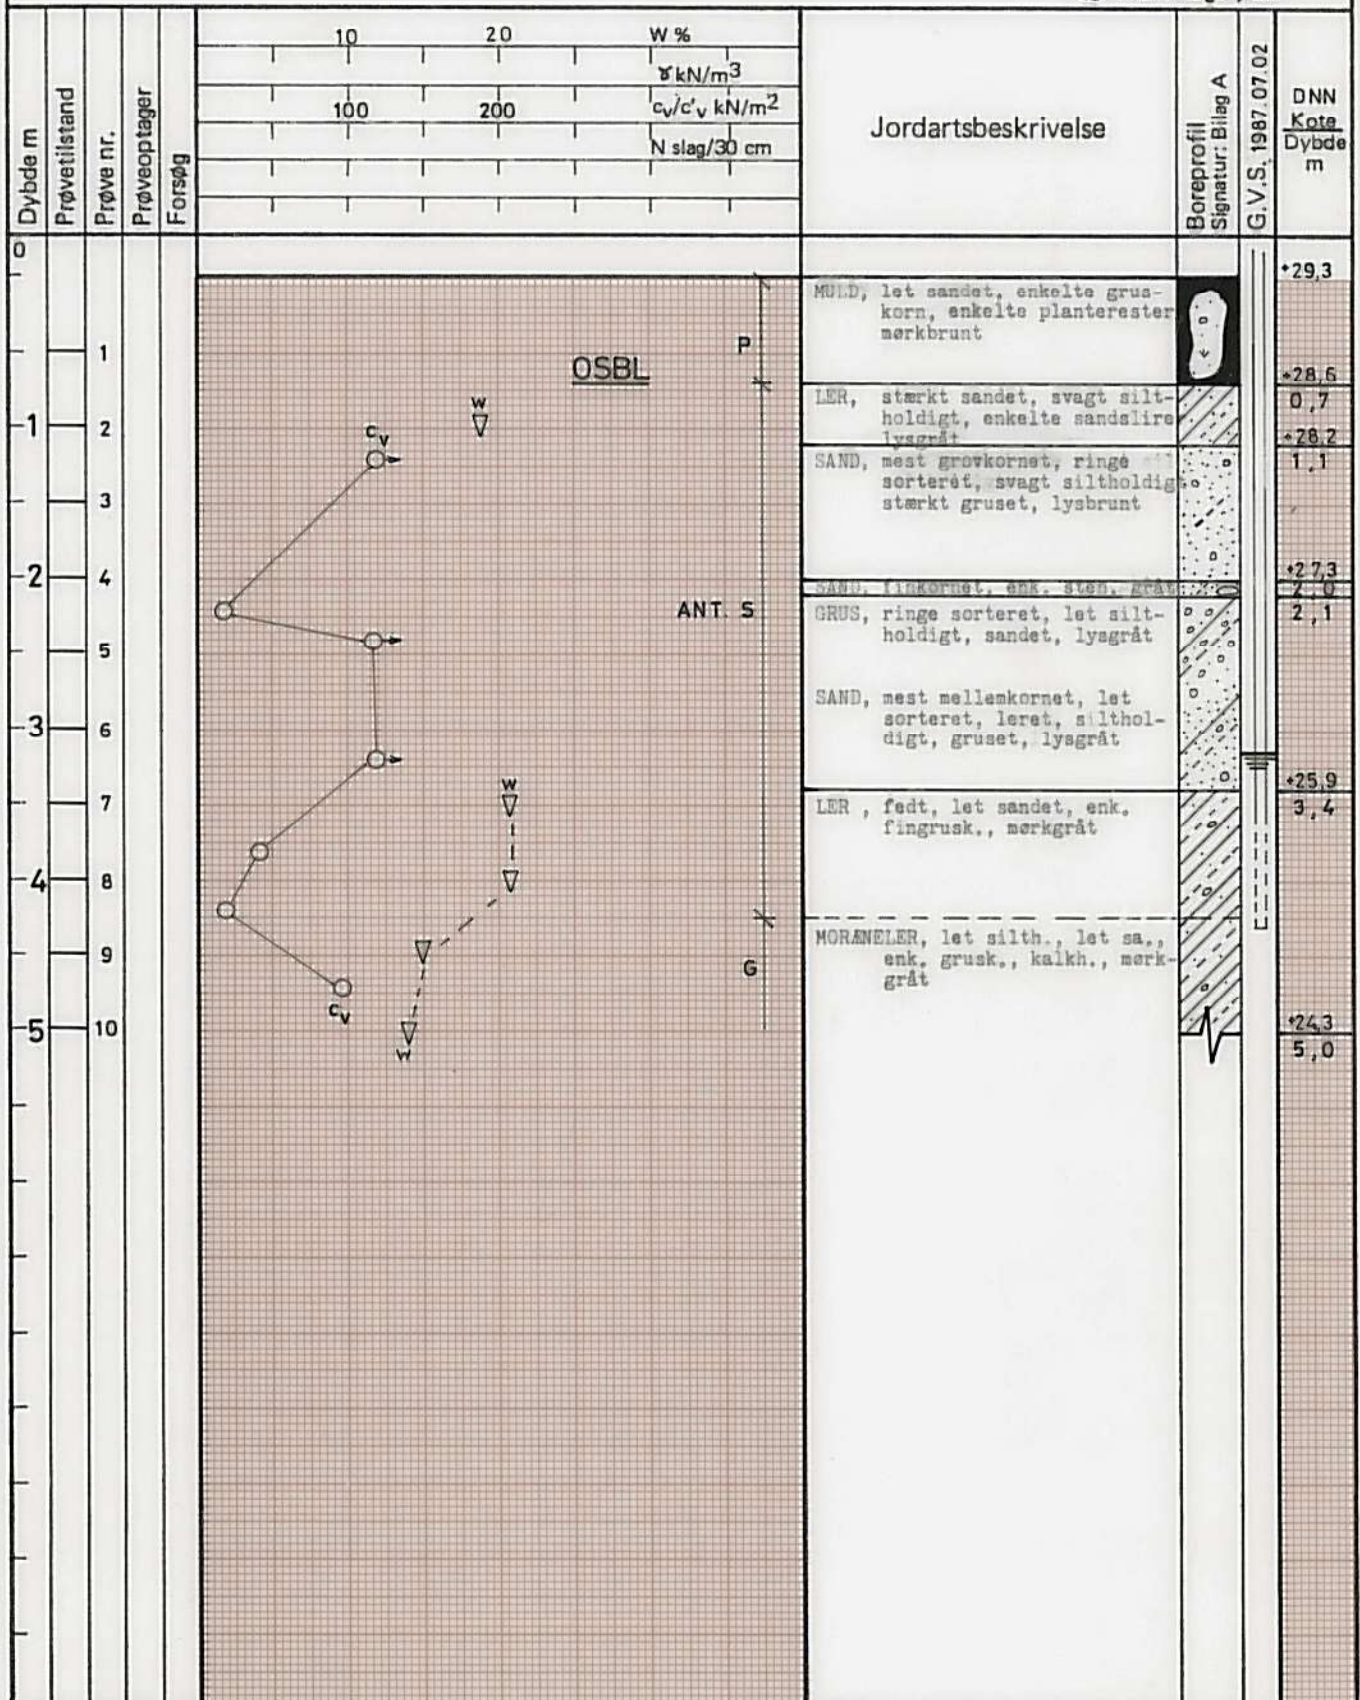 10 20 W %
γ kN/m3
100 200 cv/c'v kN/m2
N slag/30 cm
Dybde m
Prøvetilstand
Prøve nr.
Prøveoptager
Forsøg
Jordartsbeskrivelse
Boreprofil
Signatur: Bilag A
G.V.S. 1987.07.02
DNN
Kote
Dybde
m
0
+29,3
MULD, let sandet, enkelte grus-
korn, enkelte planterester
mørkbrunt
1
P
OSBL
+28,6
LER, stærkt sandet, svagt silt-
holdigt, enkelte sandslire
lysgråt
0,7
1 2
w
cv
+28,2
SAND, mest grovkornet, ringe
sorteret, svagt siltholdigt
stærkt gruset, lysbrunt
1,1
3
+27,3
2 4
SAND, finkornet, enk. sten, gråt
2,0
ANT. S
GRUS, ringe sorteret, let silt-
holdigt, sandet, lysgråt
2,1
5
SAND, mest mellemkornet, let
sorteret, leret, silthol-
digt, gruset, lysgråt
3 6
+25,9
w
7
LER , fedt, let sandet, enk.
fingrusk., mørkgråt
3,4
4 8
MORÆNELER, let silth., let sa.,
enk. grusk., kalkh., mørk-
gråt
9
G
cv
+24,3
5 10
w
5,0